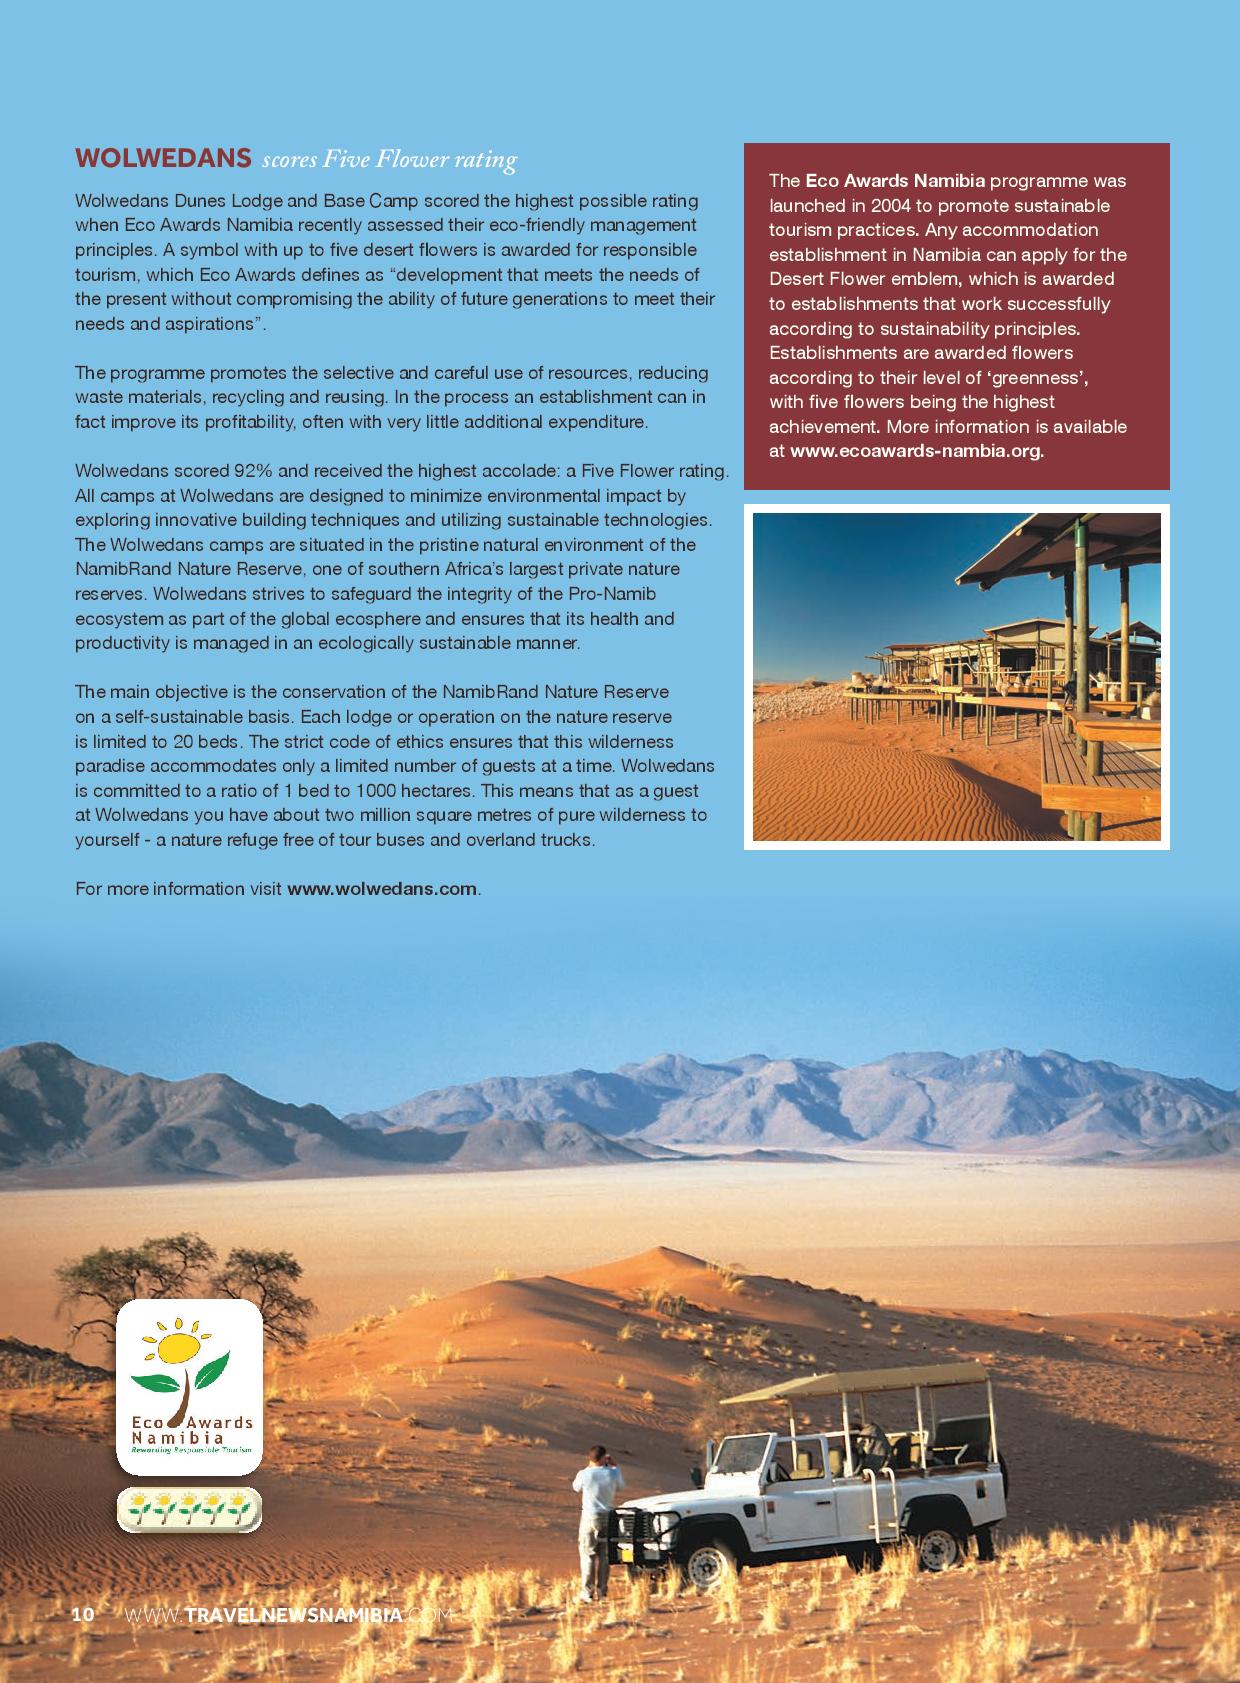 WOLWEDANS scores Five Flower rating
Wolwedans Dunes Lodge and Base Camp scored the highest possible rating
when Eco Awards Namibia recently assessed their eco-friendly management
principles. A symbol with up to five desert flowers is awarded for responsible
tourism, which Eco Awards defines as “development that meets the needs of
the present without compromising the ability of future generations to meet their
needs and aspirations”.
The programme promotes the selective and careful use of resources, reducing
waste materials, recycling and reusing. In the process an establishment can in
fact improve its profitability, often with very little additional expenditure.
Wolwedans scored 92% and received the highest accolade: a Five Flower rating.
All camps at Wolwedans are designed to minimize environmental impact by
exploring innovative building techniques and utilizing sustainable technologies.
The Wolwedans camps are situated in the pristine natural environment of the
NamibRand Nature Reserve, one of southern Africa’s largest private nature
reserves. Wolwedans strives to safeguard the integrity of the Pro-Namib
ecosystem as part of the global ecosphere and ensures that its health and
productivity is managed in an ecologically sustainable manner.
The main objective is the conservation of the NamibRand Nature Reserve
on a self-sustainable basis. Each lodge or operation on the nature reserve
is limited to 20 beds. The strict code of ethics ensures that this wilderness
paradise accommodates only a limited number of guests at a time. Wolwedans
is committed to a ratio of 1 bed to 1000 hectares. This means that as a guest
at Wolwedans you have about two million square metres of pure wilderness to
yourself - a nature refuge free of tour buses and overland trucks.
For more information visit www.wolwedans.com.
The Eco Awards Namibia programme was
launched in 2004 to promote sustainable
tourism practices. Any accommodation
establishment in Namibia can apply for the
Desert Flower emblem, which is awarded
to establishments that work successfully
according to sustainability principles.
Establishments are awarded flowers
according to their level of ‘greenness’,
with five flowers being the highest
achievement. More information is available
at www.ecoawards-nambia.org.
Eco Awards
Namibia
Rewarding Responsible Tourism
10 WWW.TRAVELNEWSNAMIBIA.COM